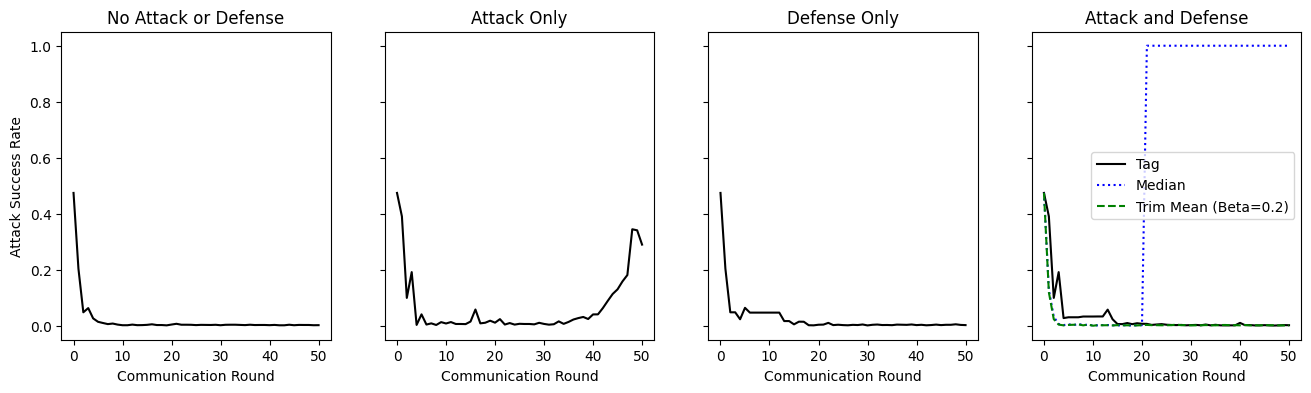 No Attack or Defense
Attack Only
Defense Only
Attack and Defense
Attack Success Rate
1.0
0.8
0.6
0.4
0.2
0.0
Tag
Median
Trim Mean (Beta=0.2)
0 10 20 30 40 50
0 10 20 30 40 50
0 10 20 30 40 50
0 10 20 30 40 50
Communication Round
Communication Round
Communication Round
Communication Round